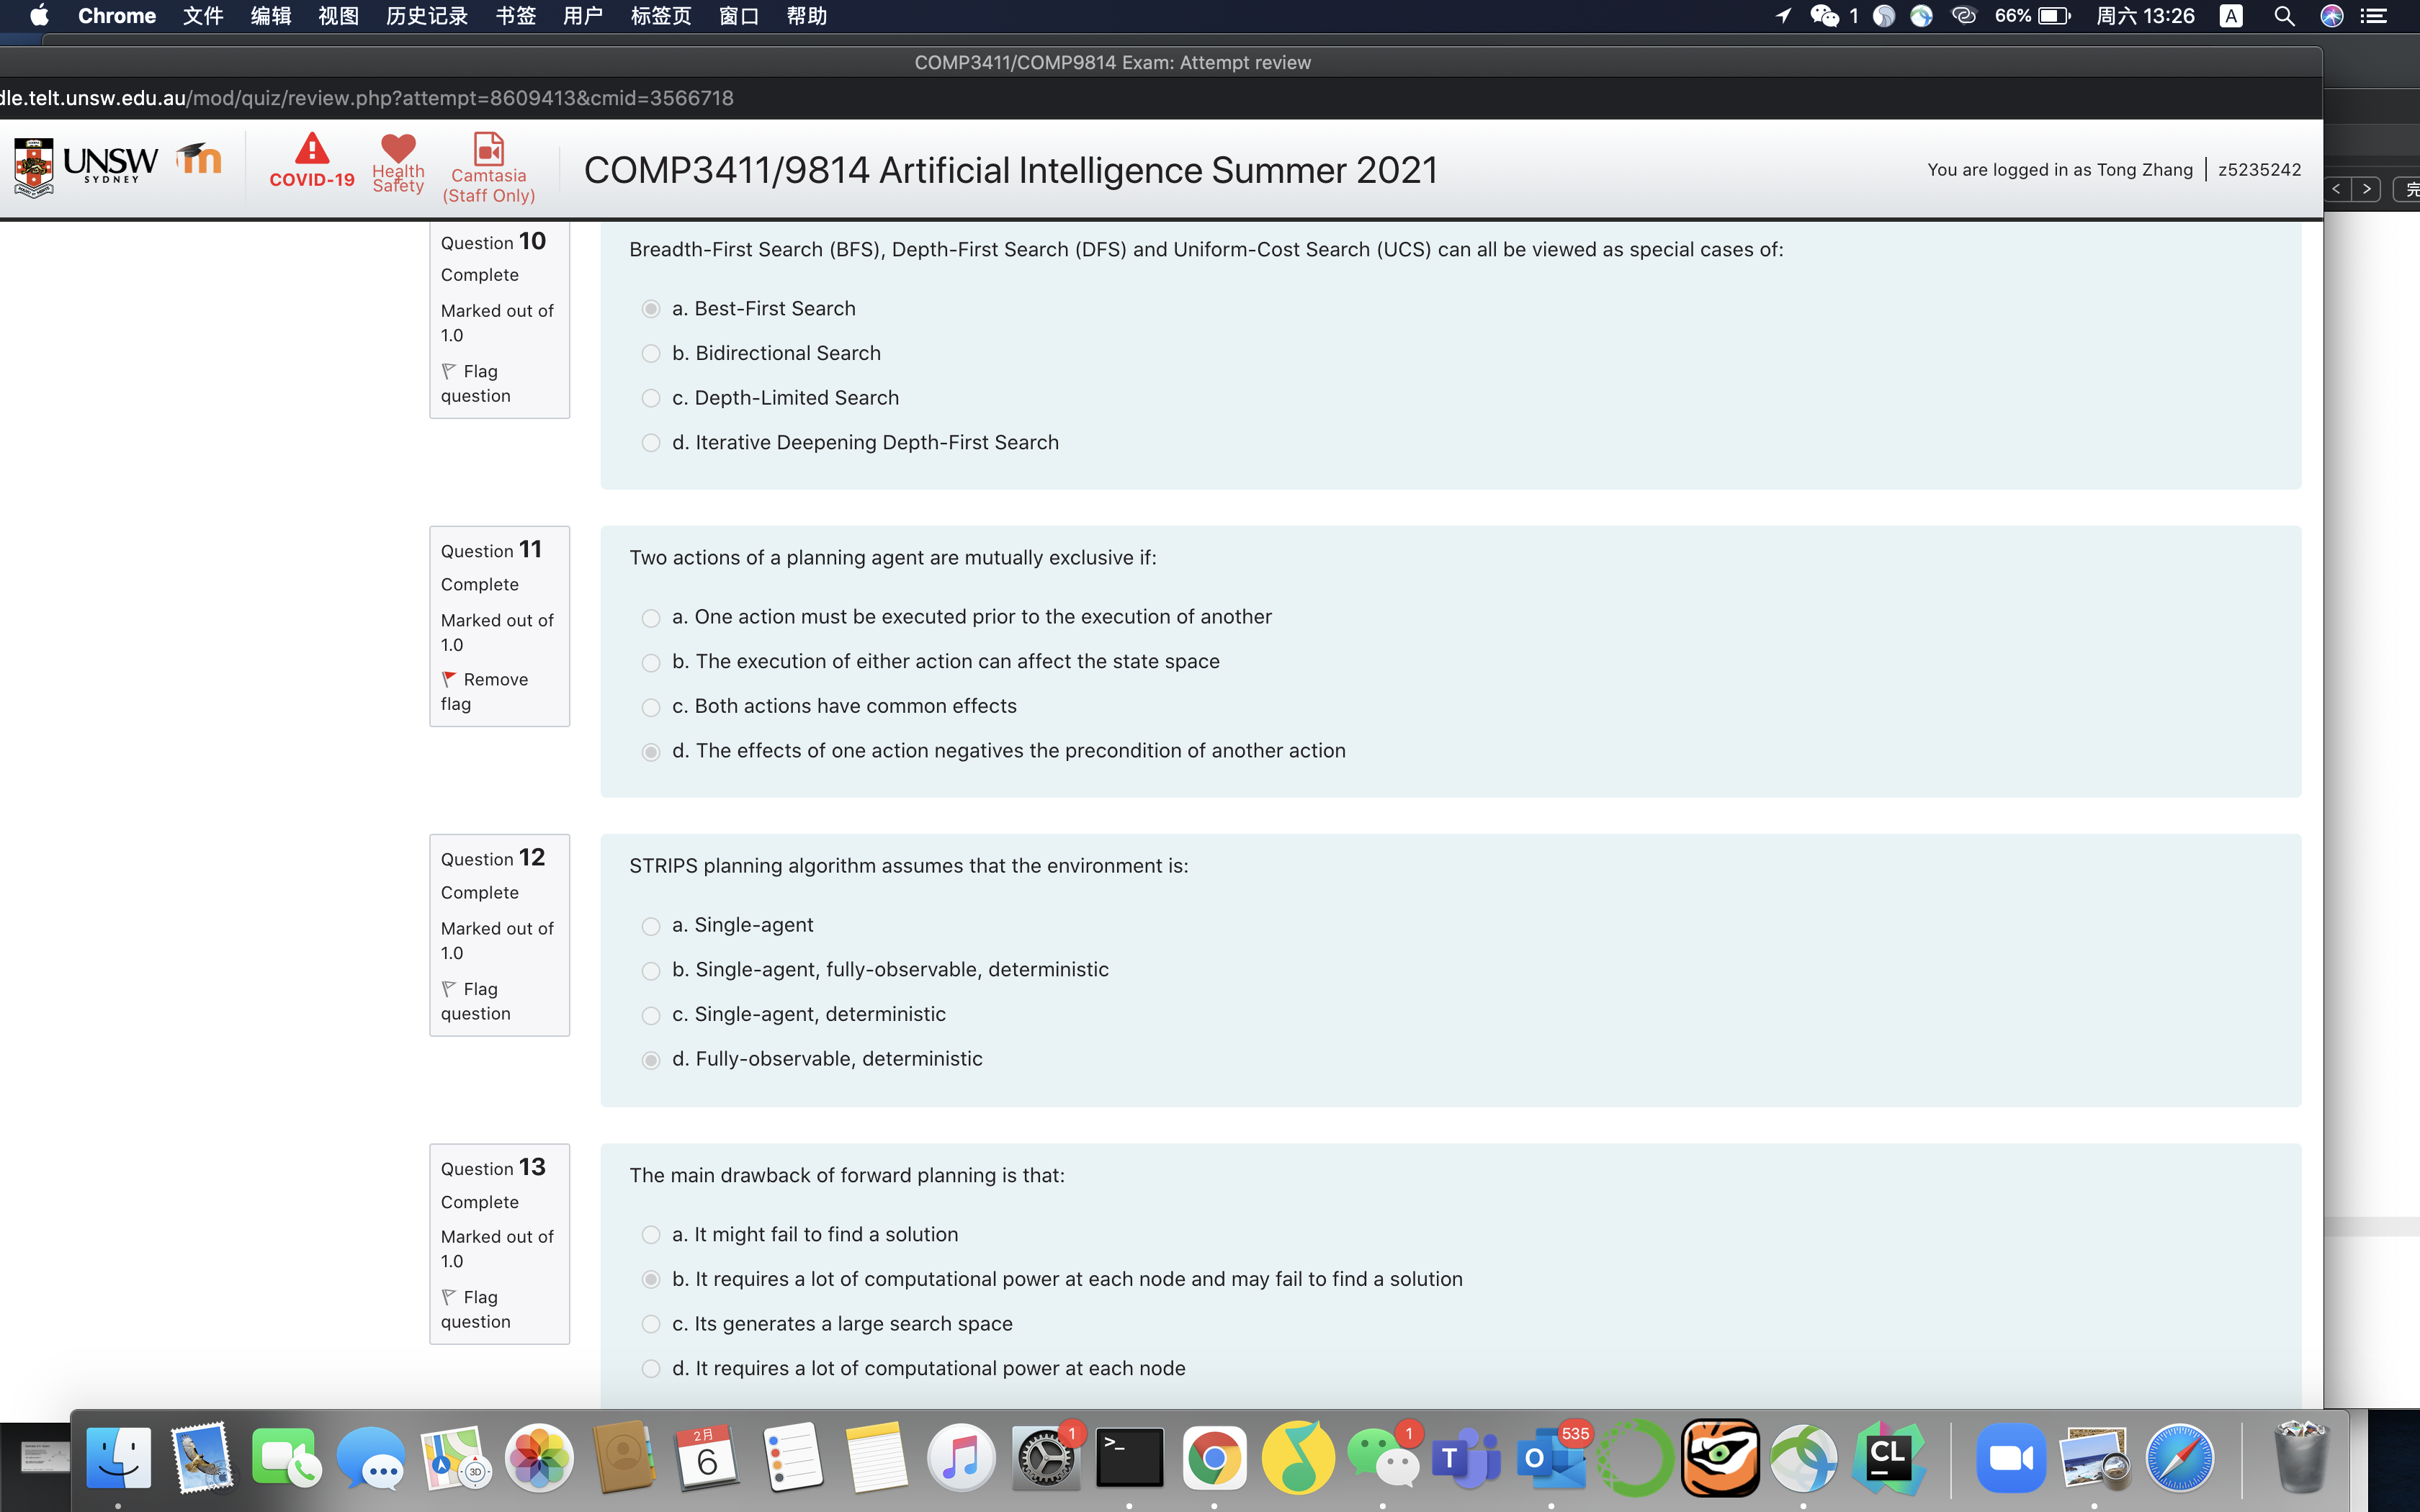 Chrome 文件 编辑 视图 历史记录 书签 用户 标签页 窗口 帮助 1 66% 周六 13:26 A
COMP3411/COMP9814 Exam: Attempt review
dle.telt.unsw.edu.au/mod/quiz/review.php?attempt=8609413&cmid=3566718
UNSW
SYDNEY
COVID-19
Health
Safety
Camtasia
(Staff Only)
COMP3411/9814 Artificial Intelligence Summer 2021
You are logged in as Tong Zhang | z5235242
< > 完
Question 10
Complete
Marked out of
1.0
Flag
question
Breadth-First Search (BFS), Depth-First Search (DFS) and Uniform-Cost Search (UCS) can all be viewed as special cases of:
a. Best-First Search
b. Bidirectional Search
c. Depth-Limited Search
d. Iterative Deepening Depth-First Search
Question 11
Complete
Marked out of
1.0
Remove
flag
Two actions of a planning agent are mutually exclusive if:
a. One action must be executed prior to the execution of another
b. The execution of either action can affect the state space
c. Both actions have common effects
d. The effects of one action negatives the precondition of another action
Question 12
Complete
Marked out of
1.0
Flag
question
STRIPS planning algorithm assumes that the environment is:
a. Single-agent
b. Single-agent, fully-observable, deterministic
c. Single-agent, deterministic
d. Fully-observable, deterministic
Question 13
Complete
Marked out of
1.0
Flag
question
The main drawback of forward planning is that:
a. It might fail to find a solution
b. It requires a lot of computational power at each node and may fail to find a solution
c. Its generates a large search space
d. It requires a lot of computational power at each node
3D
2月
6
1
>_
1
T
O
535
CL